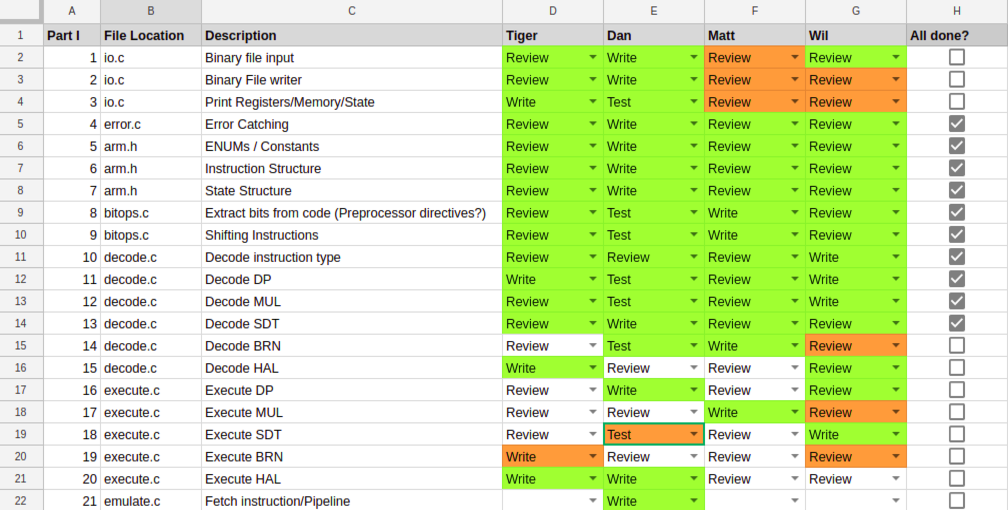 A B C D E F G H
1 Part I File Location Description Tiger Dan Matt Wil All done?
2 1 io.c Binary file input Review Write Review Review
3 2 io.c Binary File writer Review Write Review Review
4 3 io.c Print Registers/Memory/State Write Test Review Review
5 4 error.c Error Catching Review Write Review Review
6 5 arm.h ENUMs / Constants Review Write Review Review
7 6 arm.h Instruction Structure Review Write Review Review
8 7 arm.h State Structure Review Write Review Review
9 8 bitops.c Extract bits from code (Preprocessor directives?) Review Test Write Review
10 9 bitops.c Shifting Instructions Review Test Write Review
11 10 decode.c Decode instruction type Review Review Review Write
12 11 decode.c Decode DP Write Test Review Write
13 12 decode.c Decode MUL Review Test Review Write
14 13 decode.c Decode SDT Review Write Review Review
15 14 decode.c Decode BRN Review Test Write Review
16 15 decode.c Decode HAL Write Review Review Review
17 16 execute.c Execute DP Review Write Review Review
18 17 execute.c Execute MUL Review Review Write Review
19 18 execute.c Execute SDT Review Test Review Write
20 19 execute.c Execute BRN Write Review Review Review
21 20 execute.c Execute HAL Write Write Review Review
22 21 emulate.c Fetch instruction/Pipeline Write